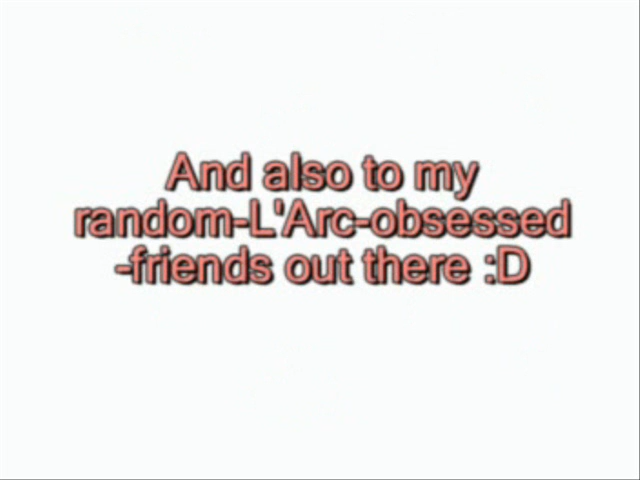 And also to my
random-L'Arc-obsessed
-friends out there :D